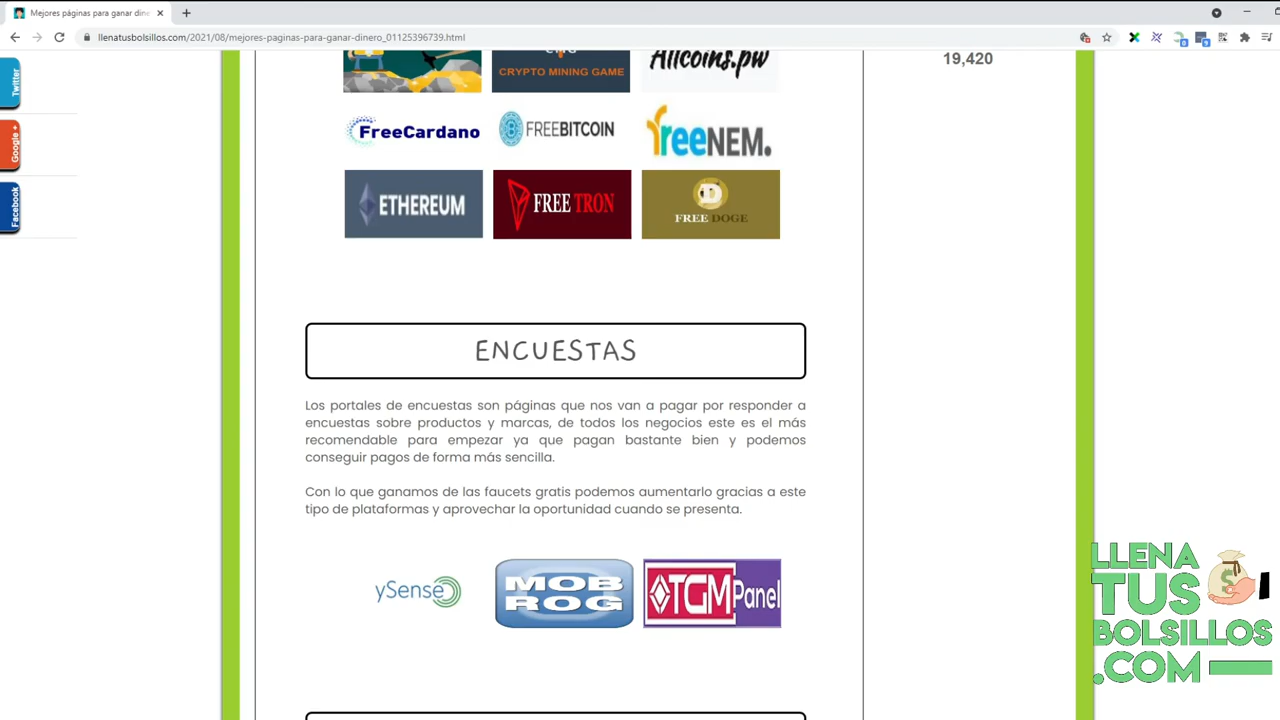 Mejores páginas para ganar dine
llenatusbolsillos.com/2021/08/mejores-paginas-para-ganar-dinero_01125396739.html
Twitter
Google +
Facebook
CRYPTO MINING GAME
Allcoins.pw
19,420
FreeCardano
FREEBITCOIN
freeNEM.
ETHEREUM
FREE TRON
FREE DOGE
ENCUESTAS
Los portales de encuestas son páginas que nos van a pagar por responder a
encuestas sobre productos y marcas, de todos los negocios este es el más
recomendable para empezar ya que pagan bastante bien y podemos
conseguir pagos de forma más sencilla.
Con lo que ganamos de las faucets gratis podemos aumentarlo gracias a este
tipo de plataformas y aprovechar la oportunidad cuando se presenta.
ySense
MOB
ROG
TGM Panel
LLENA
TUS
BOLSILLOS
.COM